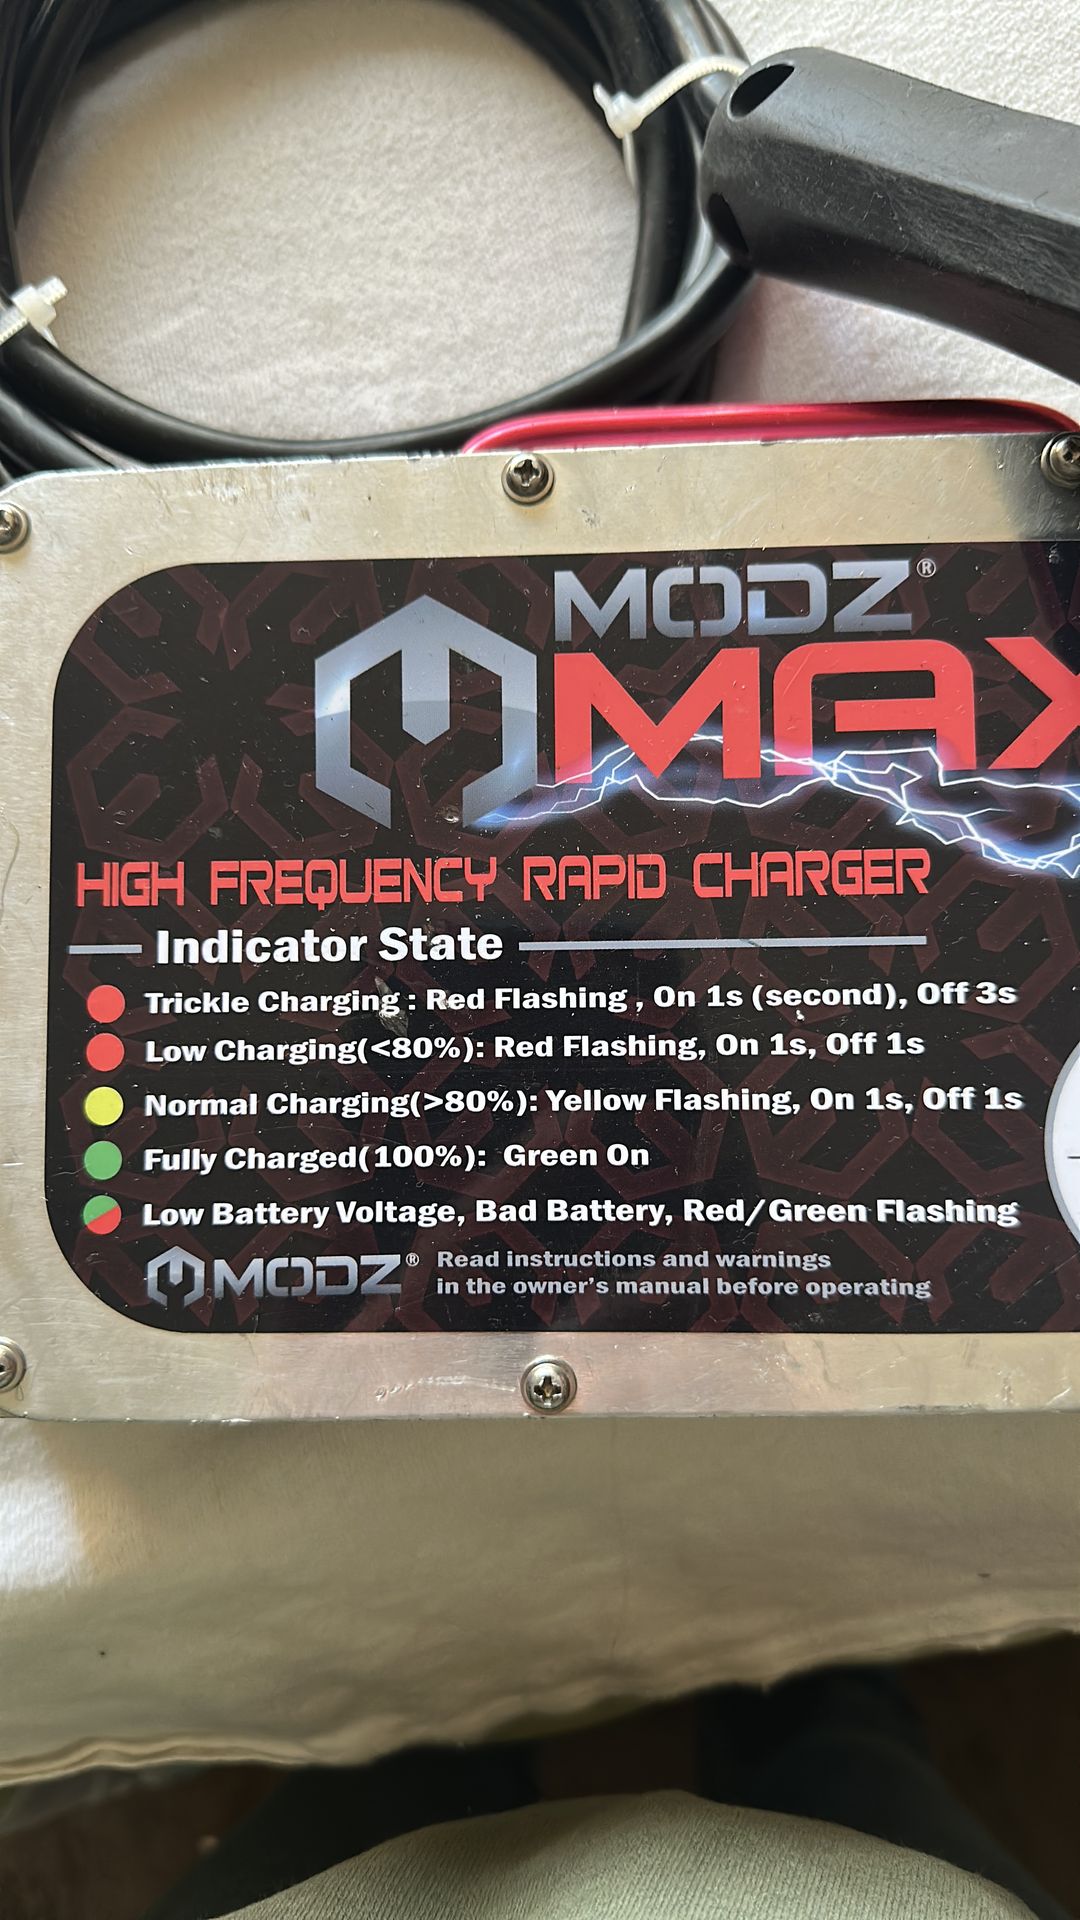 MODZ®
MAX
HIGH FREQUENCY RAPID CHARGER
Indicator State
Trickle Charging : Red Flashing , On 1s (second), Off 3s
Low Charging(<80%): Red Flashing, On 1s, Off 1s
Normal Charging(>80%): Yellow Flashing, On 1s, Off 1s
Fully Charged(100%): Green On
Low Battery Voltage, Bad Battery, Red/Green Flashing
MODZ® Read instructions and warnings
in the owner's manual before operating